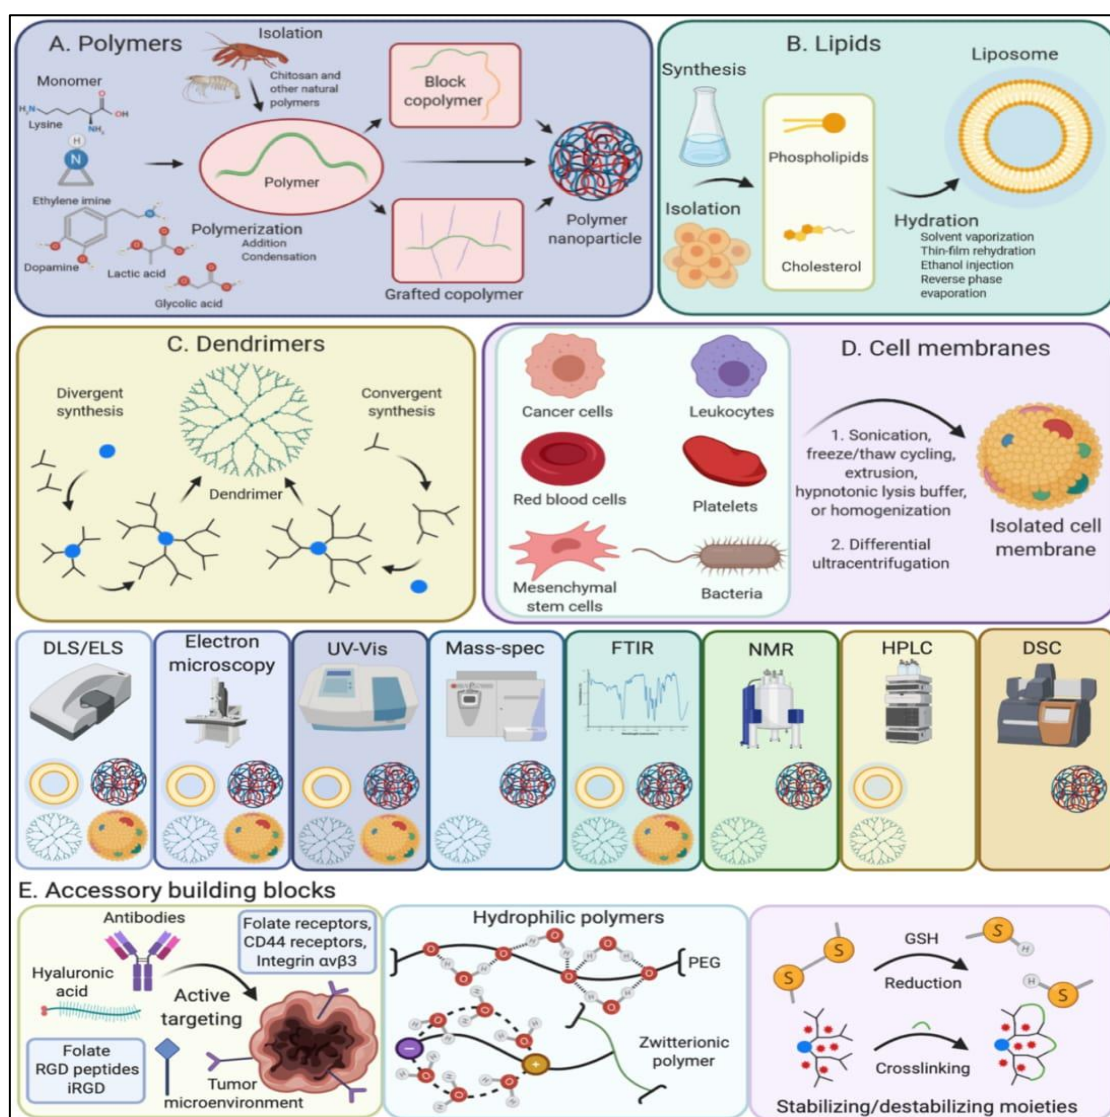 A. Polymers
Isolation
Chitosan and
other natural
polymers
Monomer
H₂N
O
OH
NH₂
Lysine
H
N
Ethylene imine
Dopamine
Lactic acid
Glycolic acid
Polymer
Polymerization
Addition
Condensation
Block
copolymer
Grafted copolymer
Polymer
nanoparticle
B. Lipids
Synthesis
Isolation
Phospholipids
Cholesterol
Liposome
Hydration
Solvent vaporization
Thin-film rehydration
Ethanol injection
Reverse phase
evaporation
C. Dendrimers
Divergent
synthesis
Convergent
synthesis
Dendrimer
D. Cell membranes
Cancer cells
Leukocytes
Red blood cells
Platelets
Mesenchymal
stem cells
Bacteria
1. Sonication,
freeze/thaw cycling,
extrusion,
hypnotonic lysis buffer,
or homogenization
2. Differential
ultracentrifugation
Isolated cell
membrane
DLS/ELS
Electron
microscopy
UV-Vis
Mass-spec
FTIR
NMR
HPLC
DSC
E. Accessory building blocks
Antibodies
Hyaluronic
acid
Folate
RGD peptides
iRGD
Active
targeting
Folate receptors,
CD44 receptors,
Integrin αvβ3
Tumor
microenvironment
Hydrophilic polymers
PEG
Zwitterionic
polymer
S
S
GSH
Reduction
S
H
H
S
Crosslinking
Stabilizing/destabilizing moieties